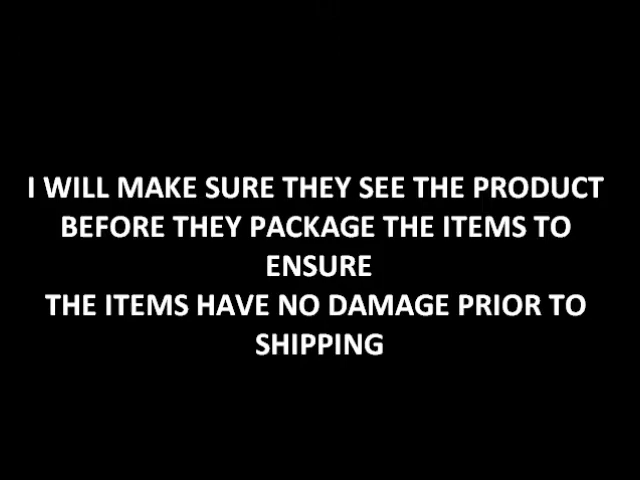 I WILL MAKE SURE THEY SEE THE PRODUCT
BEFORE THEY PACKAGE THE ITEMS TO
ENSURE
THE ITEMS HAVE NO DAMAGE PRIOR TO
SHIPPING